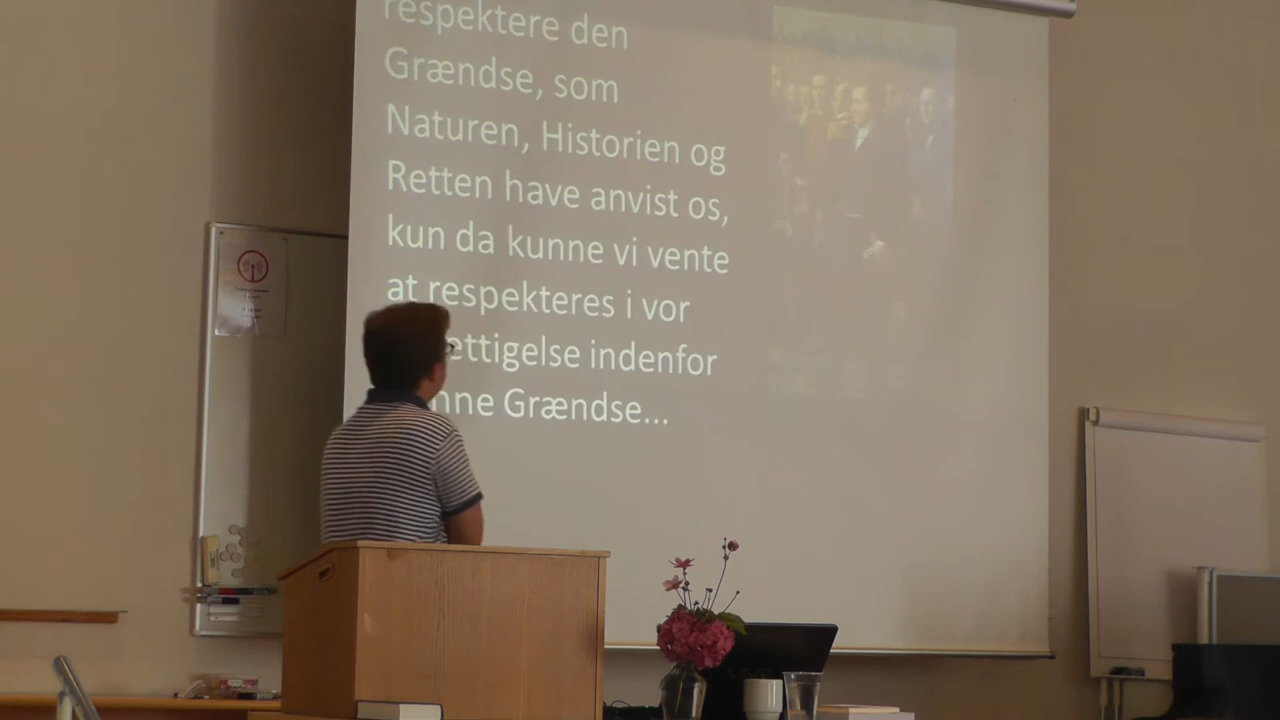 respektere den
Grændse, som
Naturen, Historien og
Retten have anvist os,
kun da kunne vi vente
at respekteres i vor
ettigelse indenfor
nne Grændse...